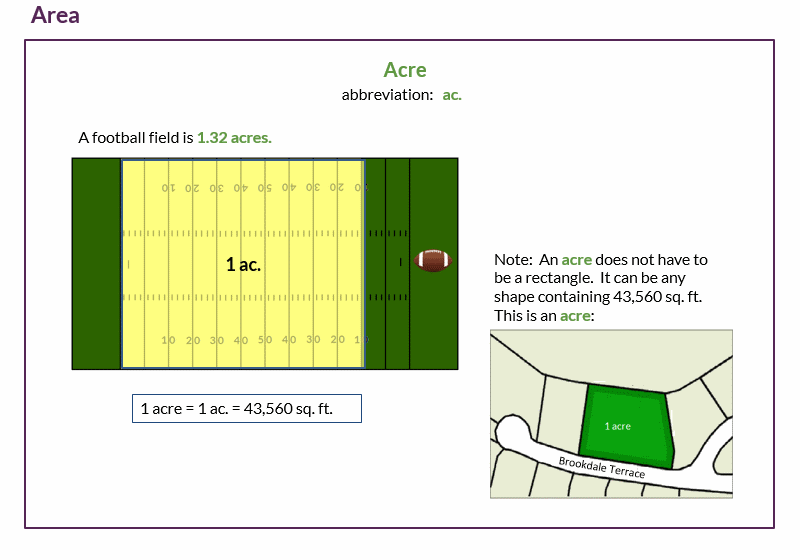 Area
Acre
abbreviation: ac.
A football field is 1.32 acres.
10 20 30 40 50 40 30 20 10
1 ac.
10 20 30 40 50 40 30 20 10
1 acre = 1 ac. = 43,560 sq. ft.
Note: An acre does not have to
be a rectangle. It can be any
shape containing 43,560 sq. ft.
This is an acre:
1 acre
Brookdale Terrace